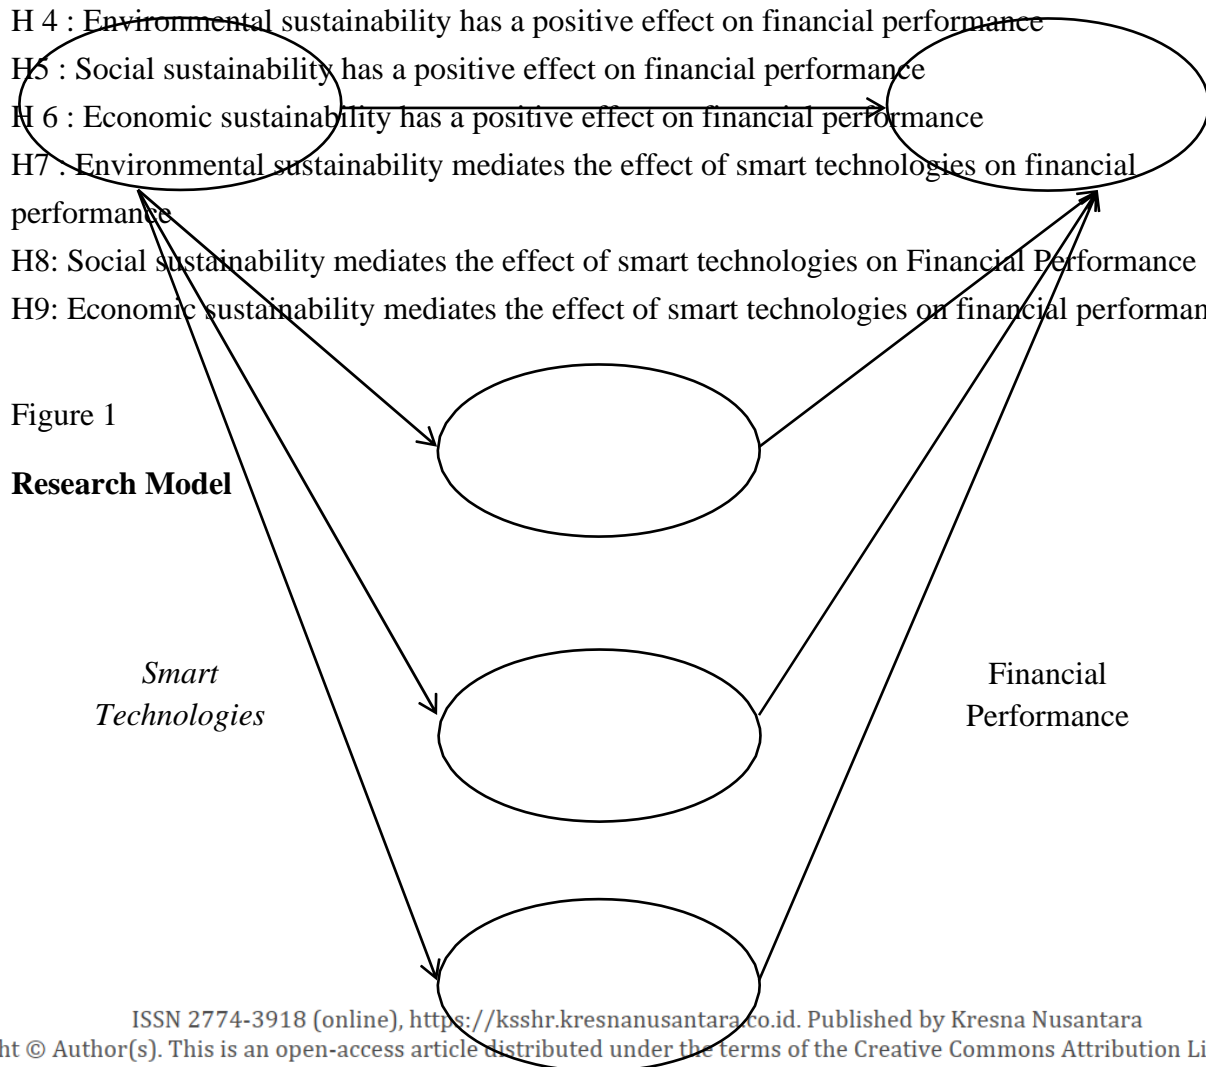 H 4 : Environmental sustainability has a positive effect on financial performance
H5 : Social sustainability has a positive effect on financial performance
H 6 : Economic sustainability has a positive effect on financial performance
H7 : Environmental sustainability mediates the effect of smart technologies on financial
performance
H8: Social sustainability mediates the effect of smart technologies on Financial Performance
H9: Economic sustainability mediates the effect of smart technologies on financial performan
Figure 1
Research Model
Smart
Technologies
Financial
Performance
ISSN 2774-3918 (online), https://ksshr.kresnanusantara.co.id. Published by Kresna Nusantara
ht © Author(s). This is an open-access article distributed under the terms of the Creative Commons Attribution Li